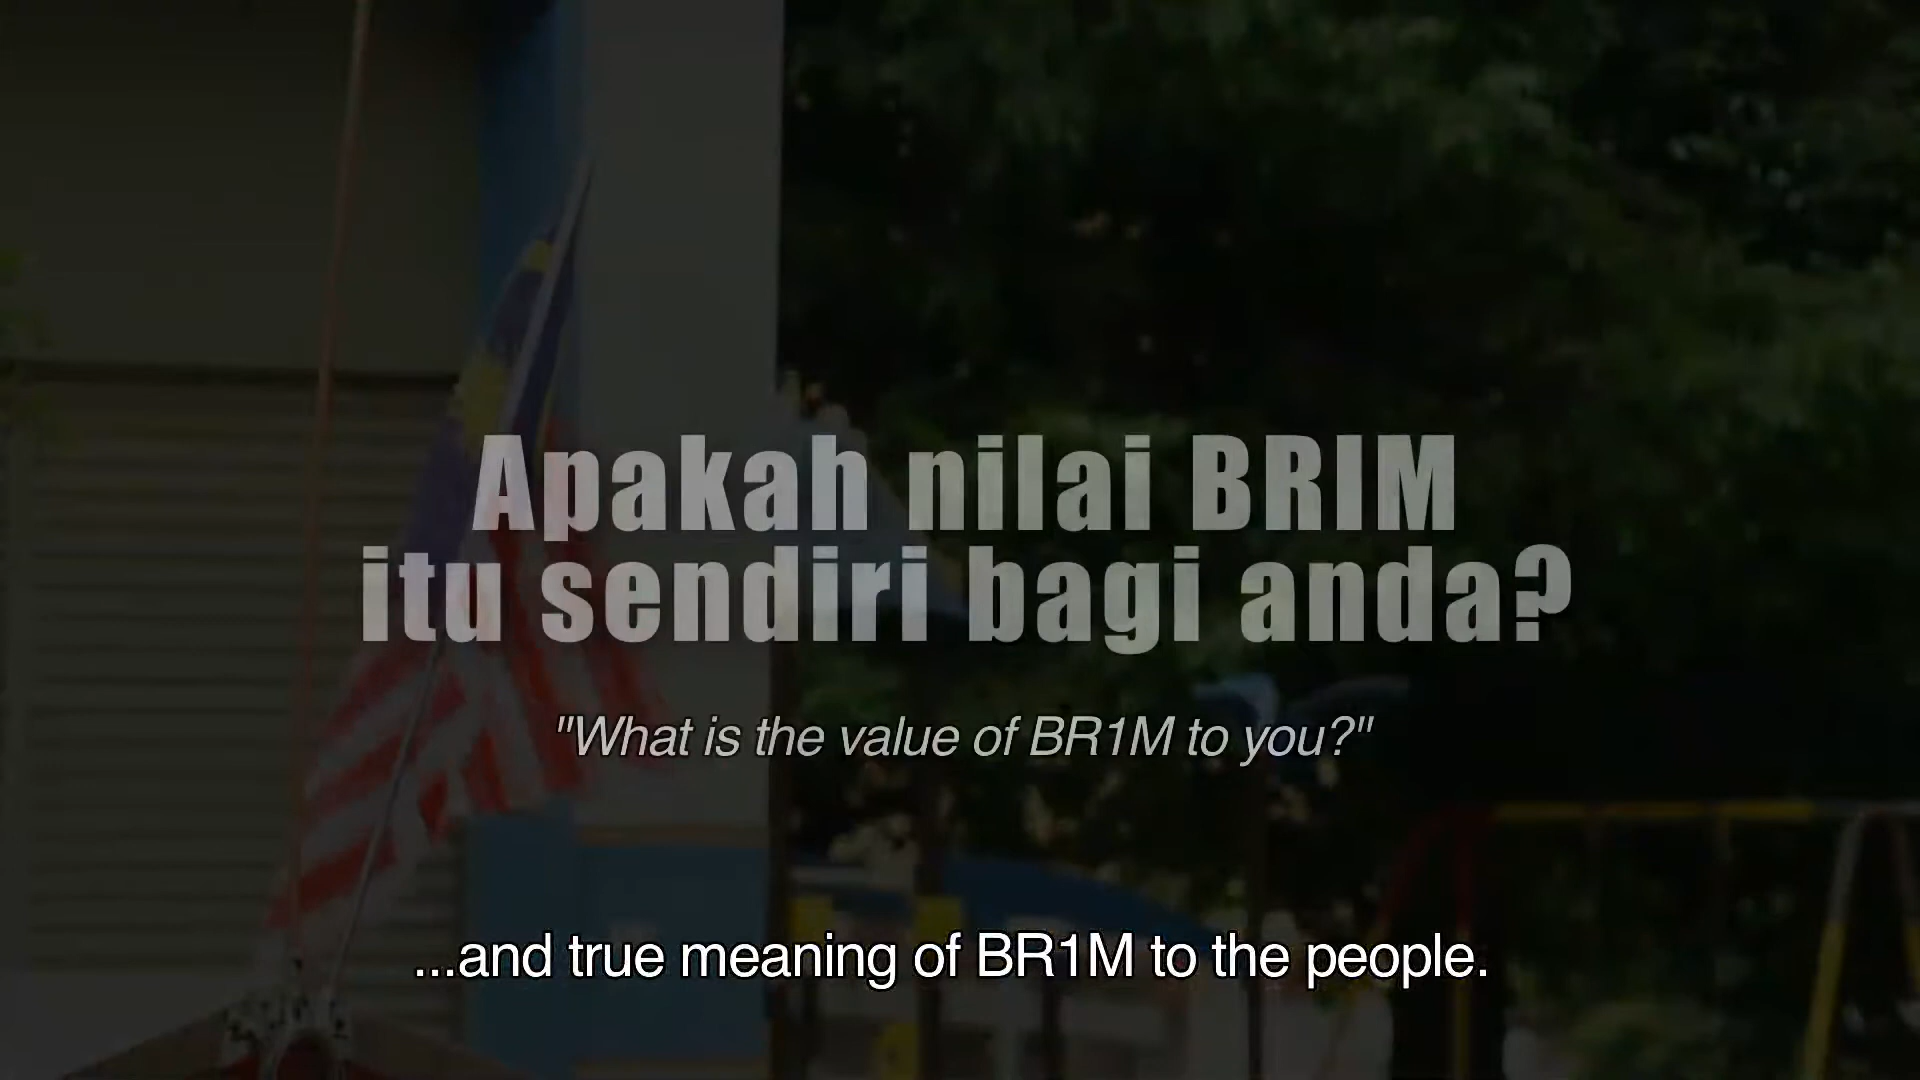 Apakah nilai BRIM
itu sendiri bagi anda?
"What is the value of BR1M to you?"
...and true meaning of BR1M to the people.